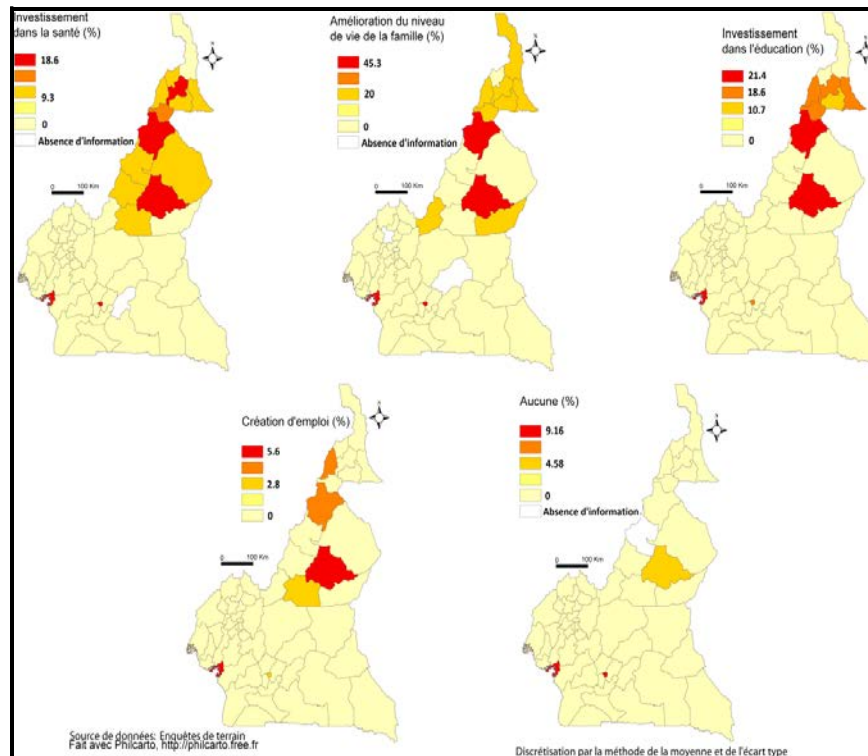 Investissement
dans la santé (%)
18.6
9.3
0
Absence d'information
0 100 Km
N
Amélioration du niveau
de vie de la famille (%)
45.3
20
0
Absence d'information
0 100 Km
N
Investissement
dans l'éducation (%)
21.4
18.6
10.7
0
0 100 Km
N
Création d'emploi (%)
5.6
2.8
0
0 100 Km
N
Aucune (%)
9.16
4.58
0
Absence d'information
0 100 Km
N
Source de données: Enquêtes de terrain
Fait avec Philcarto, http://philcarto.free.fr
Discrétisation par la méthode de la moyenne et de l'écart type